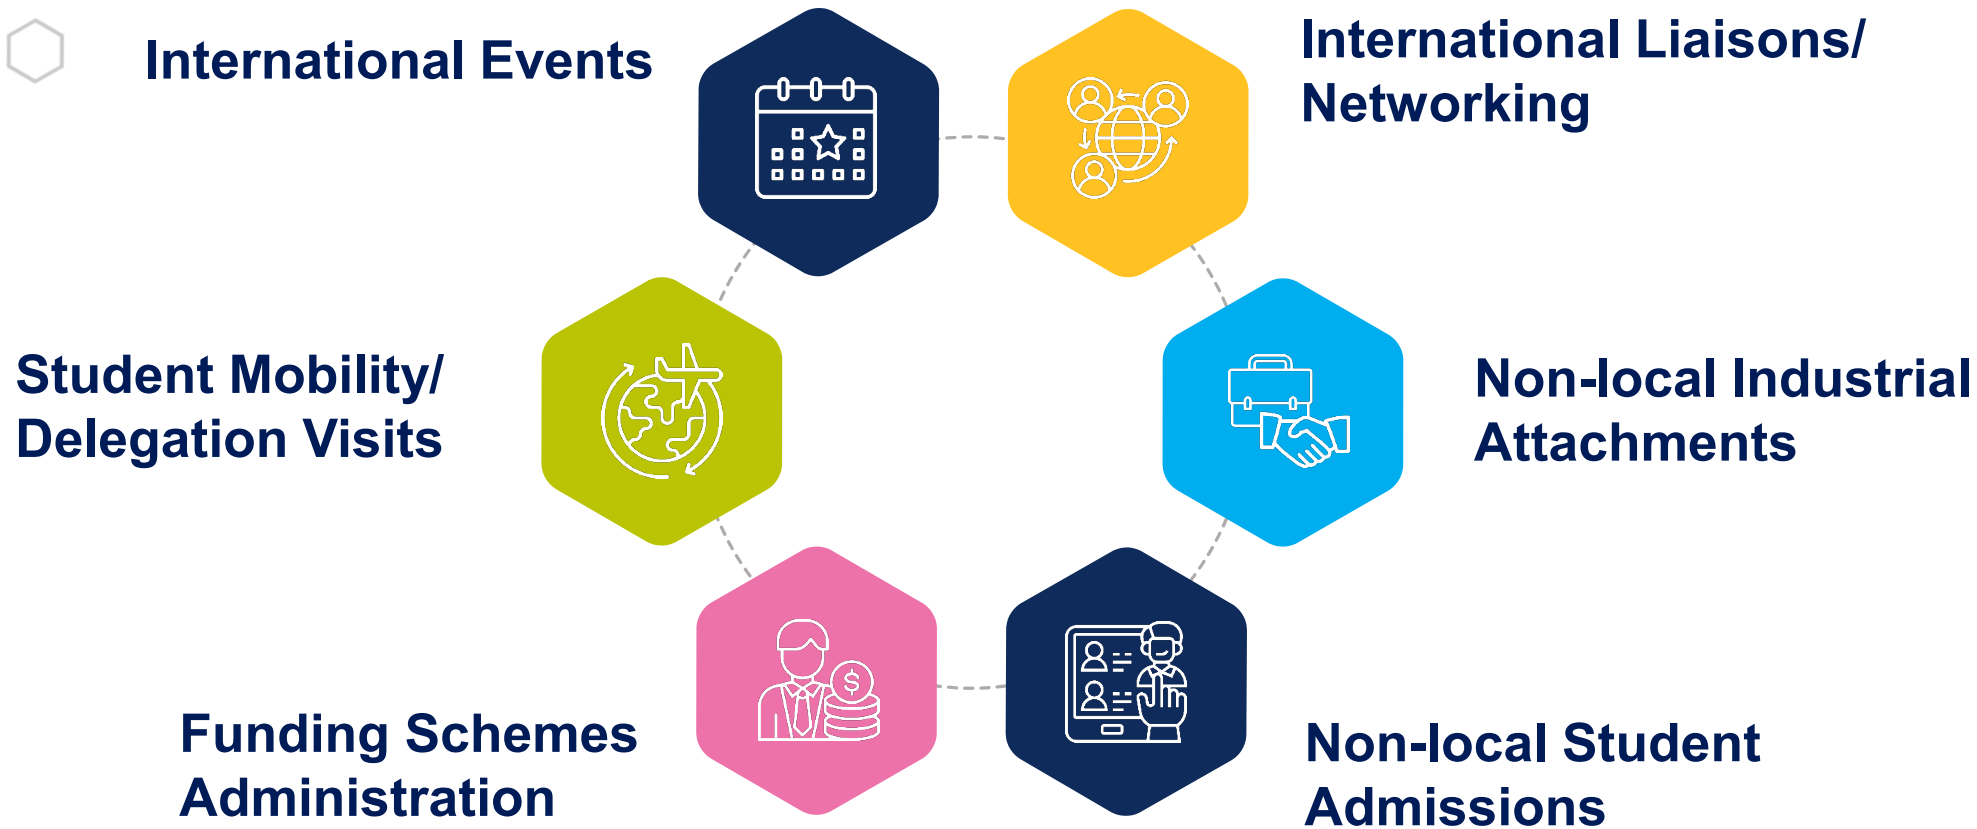 International Events
International Liaisons/
Networking
Student Mobility/
Delegation Visits
Non-local Industrial
Attachments
Funding Schemes
Administration
Non-local Student
Admissions
$